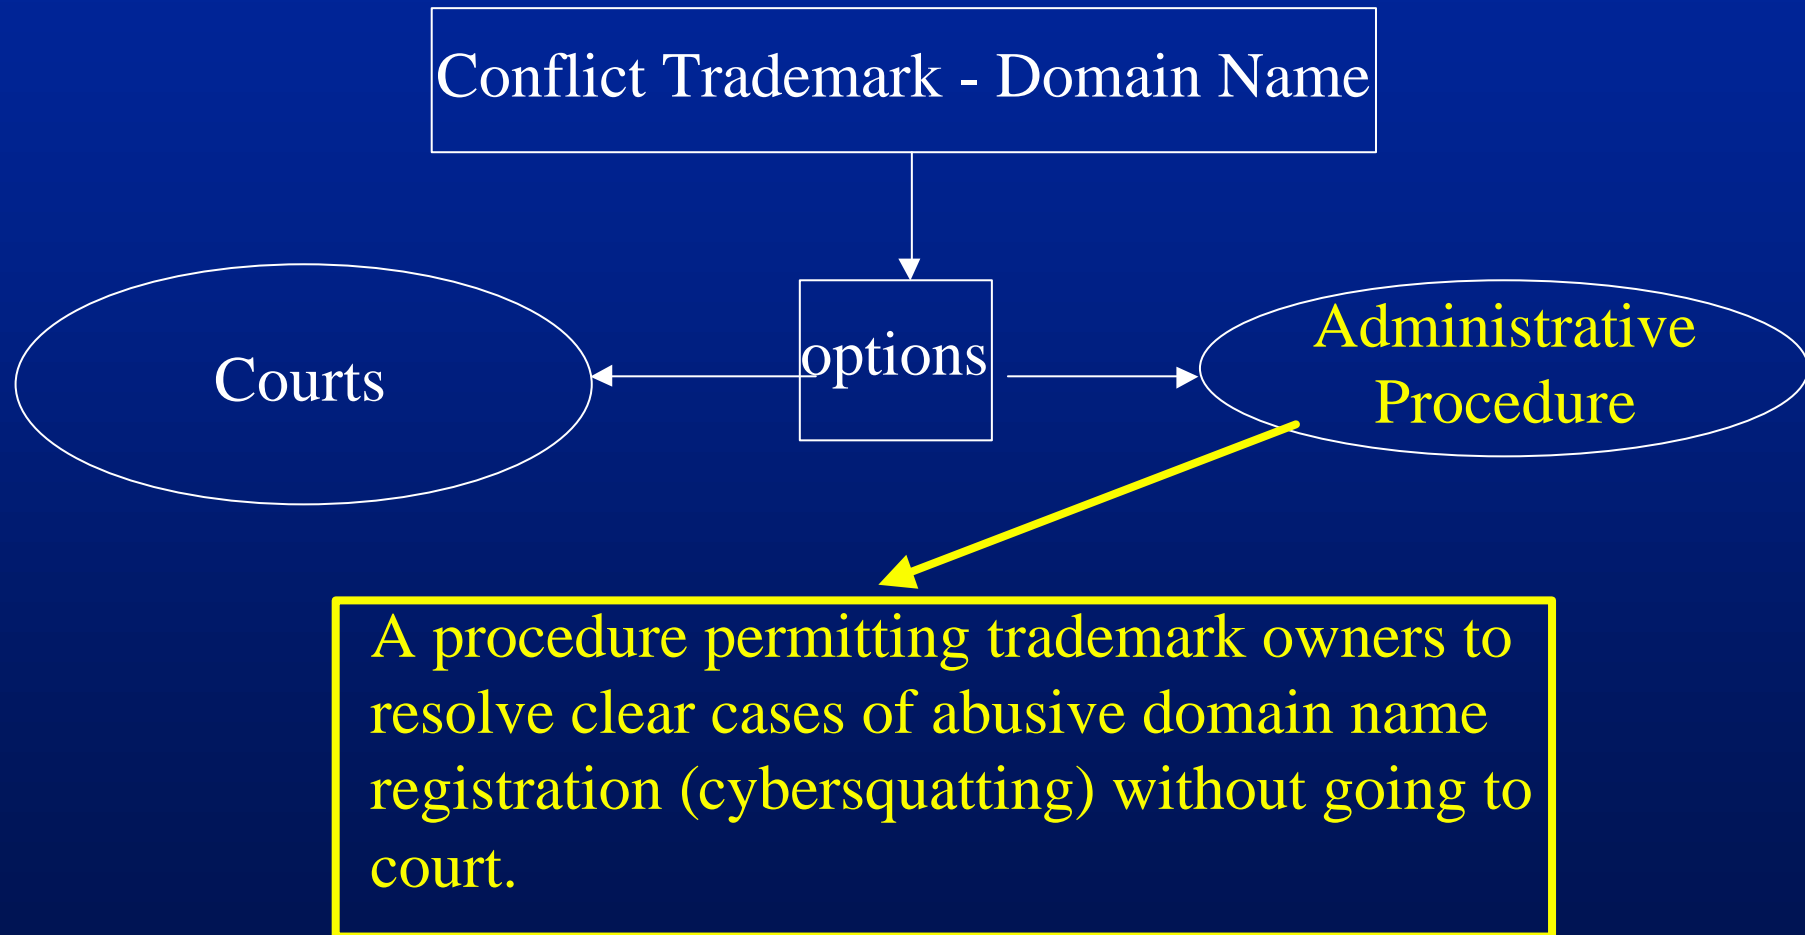 Conflict Trademark - Domain Name
Courts
options
Administrative
Procedure
A procedure permitting trademark owners to
resolve clear cases of abusive domain name
registration (cybersquatting) without going to
court.